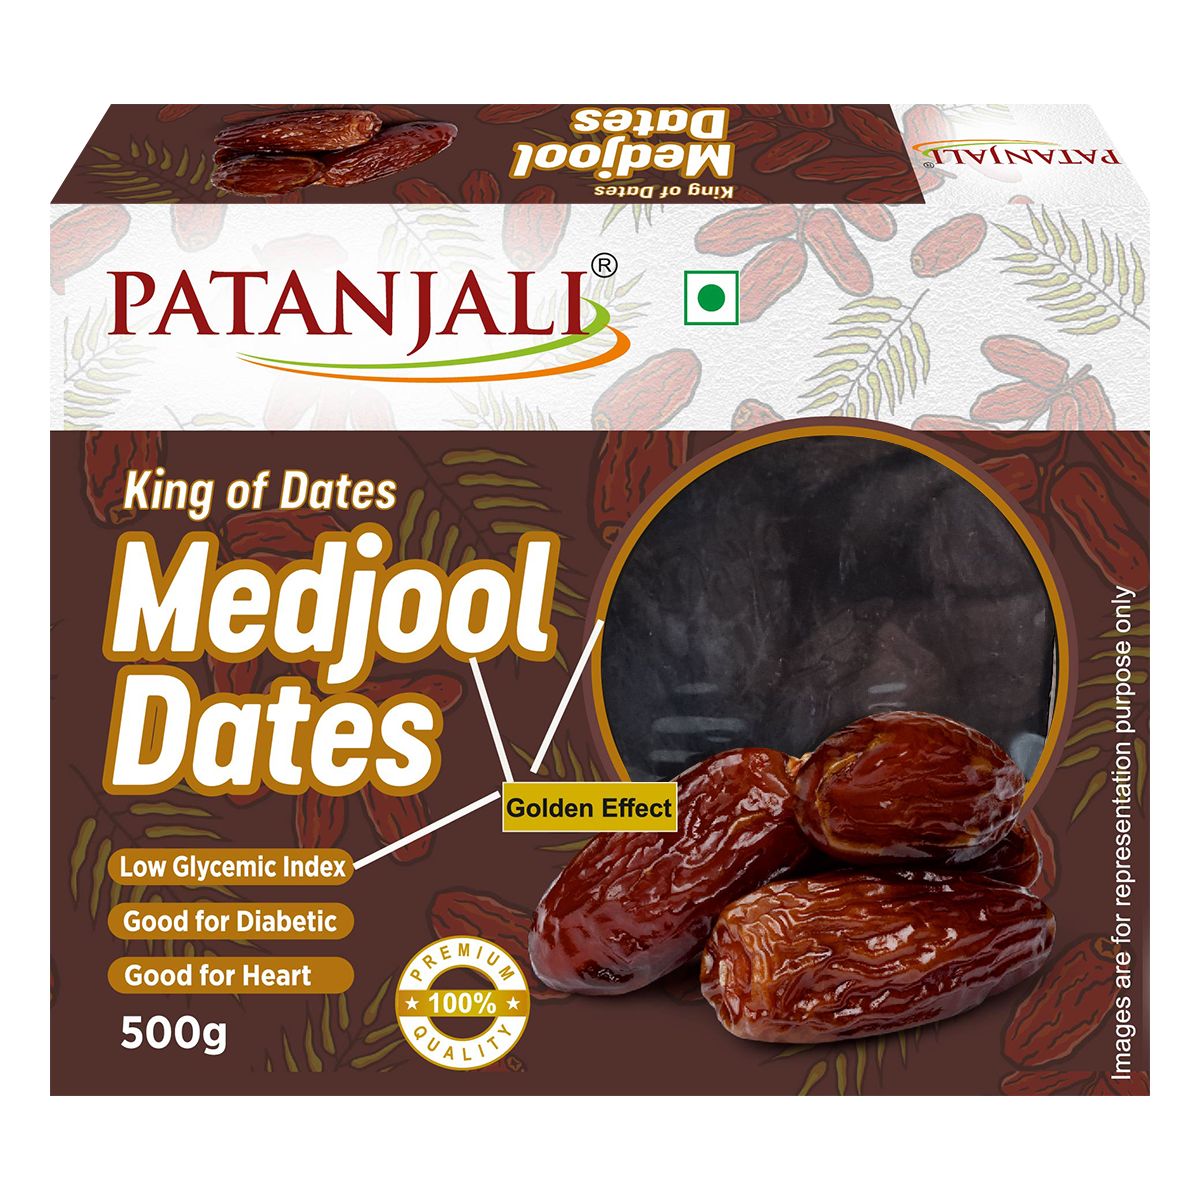 King of Dates
Medjool
Dates
PATANJALI®
PATANJALI®
King of Dates
Medjool
Dates
Golden Effect
Low Glycemic Index
Good for Diabetic
Good for Heart
500g
PREMIUM
100%
QUALITY
Images are for representation purpose only